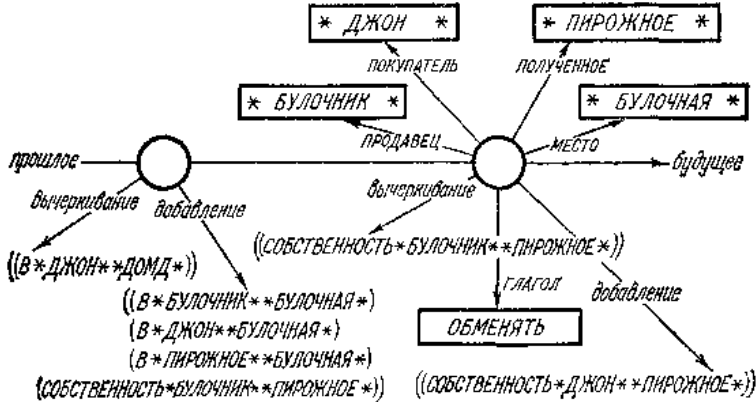 * ДЖОН *
* ПИРОЖНОЕ *
ПОКУПАТЕЛЬ
ПОЛУЧЕННОЕ
* БУЛОЧНИК *
* БУЛОЧНАЯ *
ПРОДАВЕЦ
МЕСТО
прошлое
будущее
вычеркивание
добавление
вычеркивание
((СОБСТВЕННОСТЬ*БУЛОЧНИК**ПИРОЖНОЕ*))
((В*ДЖОН**ДОМД*))
ГЛАГОЛ
добавление
((В*БУЛОЧНИК**БУЛОЧНАЯ*)
(В*ДЖОН**БУЛОЧНАЯ*)
(В*ПИРОЖНОЕ**БУЛОЧНАЯ*)
(СОБСТВЕННОСТЬ*БУЛОЧНИК**ПИРОЖНОЕ*))
ОБМЕНЯТЬ
((СОБСТВЕННОСТЬ*ДЖОН**ПИРОЖНОЕ*))